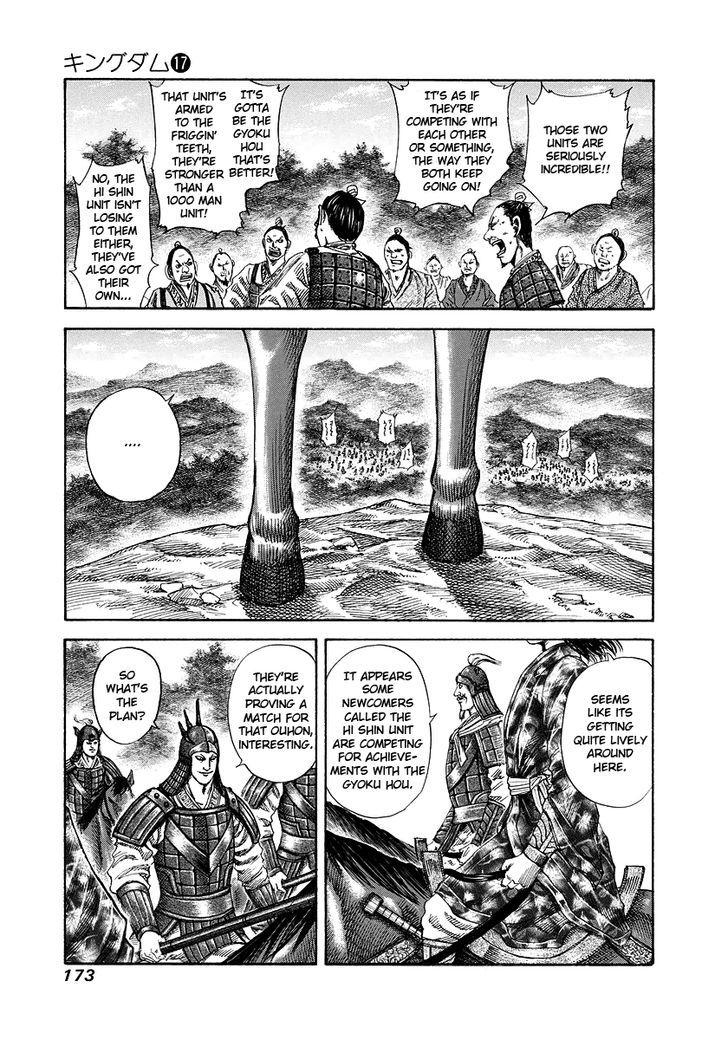 キングダム17
THOSE TWO
UNITS ARE
SERIOUSLY
INCREDIBLE!!
IT'S AS IF
THEY'RE
COMPETING WITH
EACH OTHER
OR SOMETHING,
THE WAY THEY
BOTH KEEP
GOING ON!
IT'S
GOTTA
BE THE
GYOKU
HOU
THAT'S
BETTER!
THAT UNIT'S
ARMED
TO THE
FRIGGIN'
TEETH,
THEY'RE
STRONGER
THAN A
1000 MAN
UNIT!
NO, THE
HI SHIN
UNIT ISN'T
LOSING
TO THEM
EITHER,
THEY'VE
ALSO GOT
THEIR
OWN...
....
SEEMS
LIKE ITS
GETTING
QUITE LIVELY
AROUND
HERE.
IT APPEARS
SOME
NEWCOMERS
CALLED THE
HI SHIN UNIT
ARE COMPETING
FOR ACHIEVE-
MENTS WITH THE
GYOKU HOU.
THEY'RE
ACTUALLY
PROVING A
MATCH FOR
THAT OUHON,
INTERESTING.
SO
WHAT'S
THE
PLAN?
173